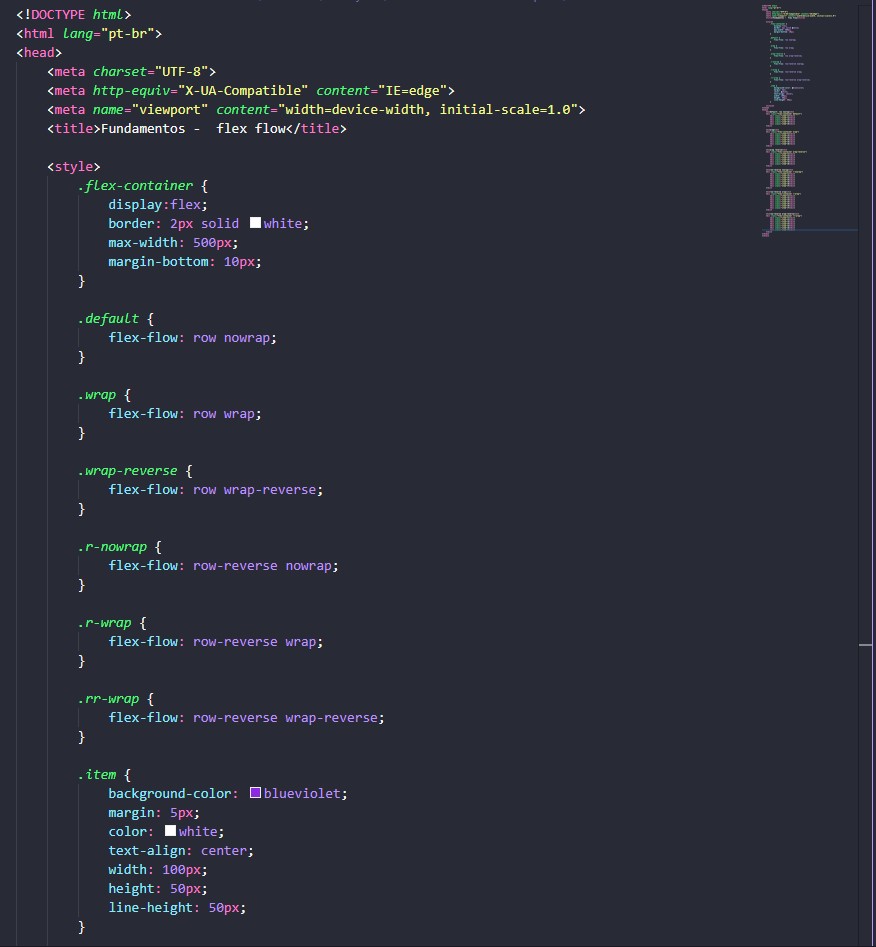 <!DOCTYPE html>
<html lang="pt-br">
<head>
    <meta charset="UTF-8">
    <meta http-equiv="X-UA-Compatible" content="IE=edge">
    <meta name="viewport" content="width=device-width, initial-scale=1.0">
    <title>Fundamentos -  flex flow</title>
    <style>
        .flex-container {
            display:flex;
            border: 2px solid white;
            max-width: 500px;
            margin-bottom: 10px;
        }
        .default {
            flex-flow: row nowrap;
        }
        .wrap {
            flex-flow: row wrap;
        }
        .wrap-reverse {
            flex-flow: row wrap-reverse;
        }
        .r-nowrap {
            flex-flow: row-reverse nowrap;
        }
        .r-wrap {
            flex-flow: row-reverse wrap;
        }
        .rr-wrap {
            flex-flow: row-reverse wrap-reverse;
        }
        .item {
            background-color: blueviolet;
            margin: 5px;
            color: white;
            text-align: center;
            width: 100px;
            height: 50px;
            line-height: 50px;
        }